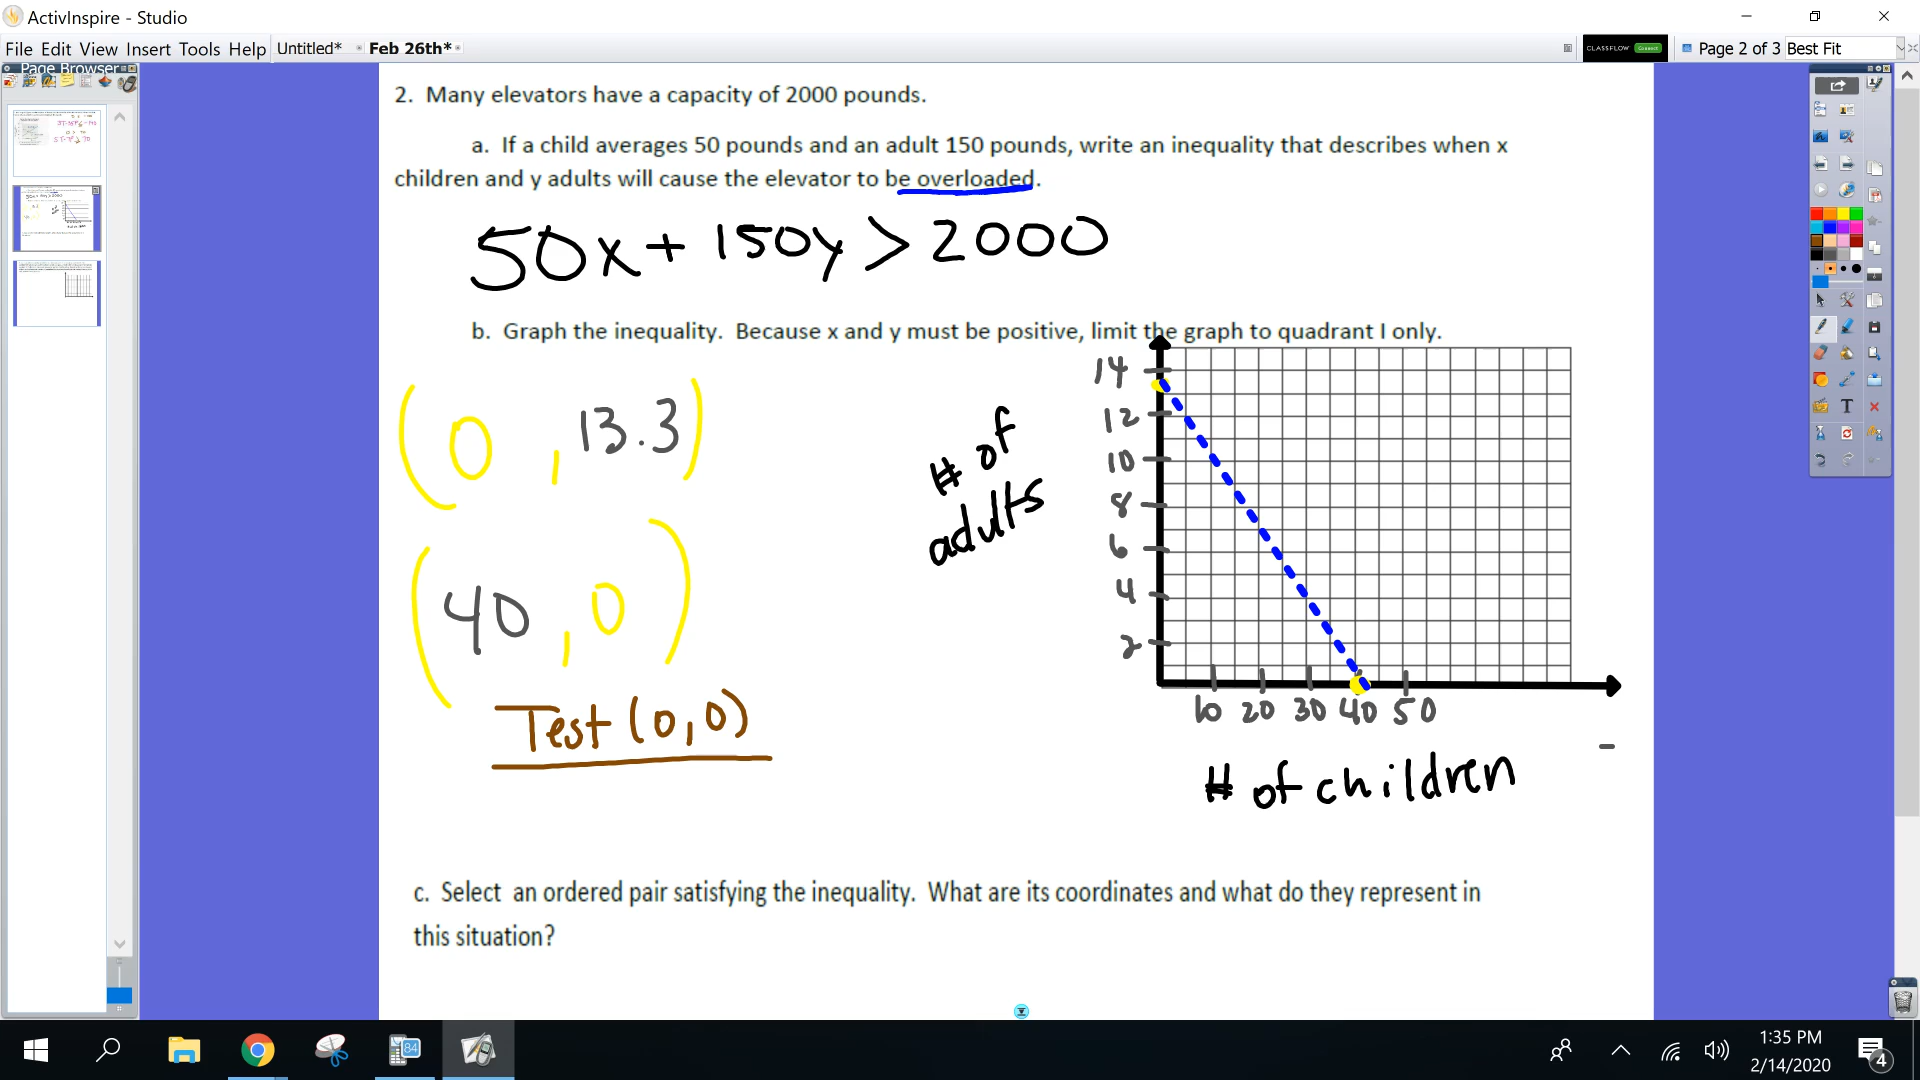 ActivInspire - Studio
File Edit View Insert Tools Help
Untitled* Feb 26th*
CLASSFLOW Connect
Page 2 of 3 Best Fit
Page Browser
2. Many elevators have a capacity of 2000 pounds.
a. If a child averages 50 pounds and an adult 150 pounds, write an inequality that describes when x
children and y adults will cause the elevator to be overloaded.
50x + 150y > 2000
b. Graph the inequality. Because x and y must be positive, limit the graph to quadrant I only.
(0, 13.3)
(40, 0)
Test (0,0)
# of
adults
14
12
10
8
6
4
2
10 20 30 40 50
# of children
c. Select an ordered pair satisfying the inequality. What are its coordinates and what do they represent in
this situation?
84
1:35 PM
2/14/2020
4